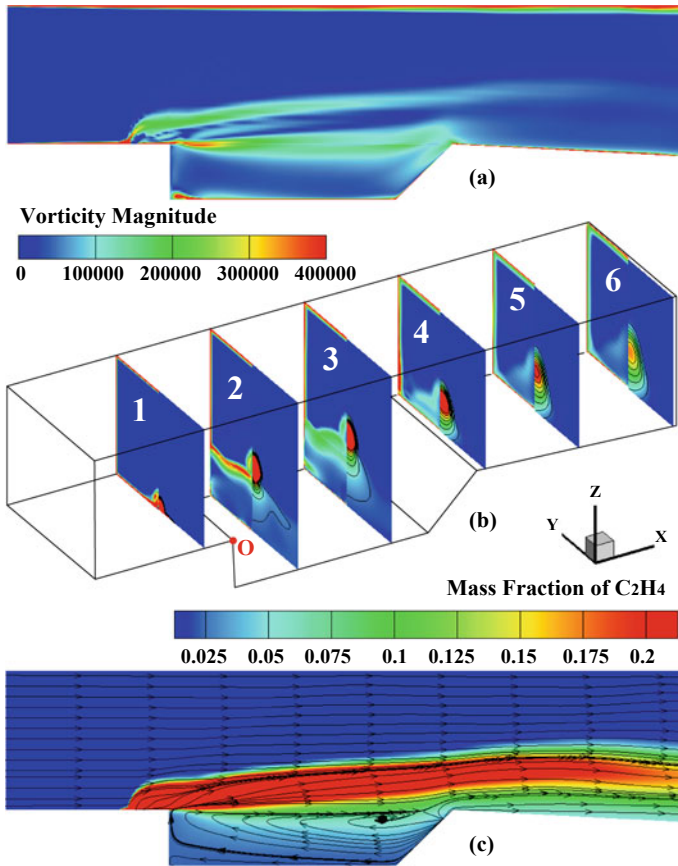 (a)
Vorticity Magnitude
0 100000 200000 300000 400000
1 2 3 4 5 6
O
(b)
Z
Y
X
Mass Fraction of C2H4
0.025 0.05 0.075 0.1 0.125 0.15 0.175 0.2
(c)